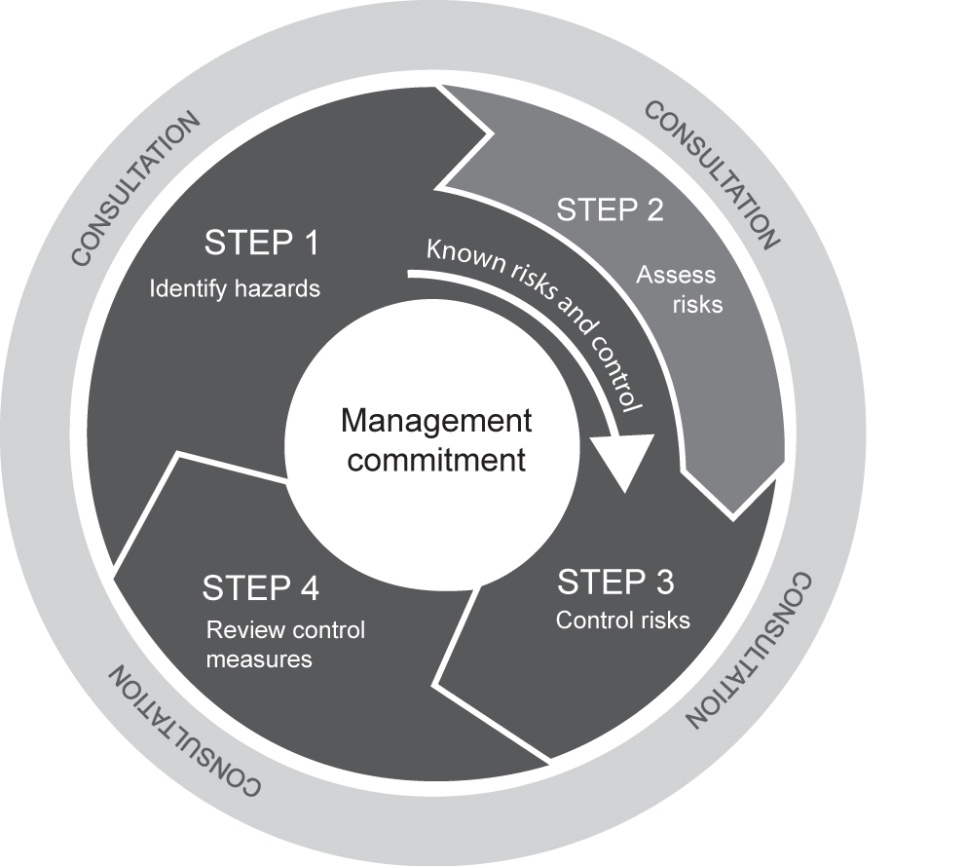 CONSULTATION
CONSULTATION
STEP 1
Identify hazards
STEP 2
Assess
risks
Known risks and control
Management
commitment
STEP 3
Control risks
STEP 4
Review control
measures
CONSULTATION
CONSULTATION